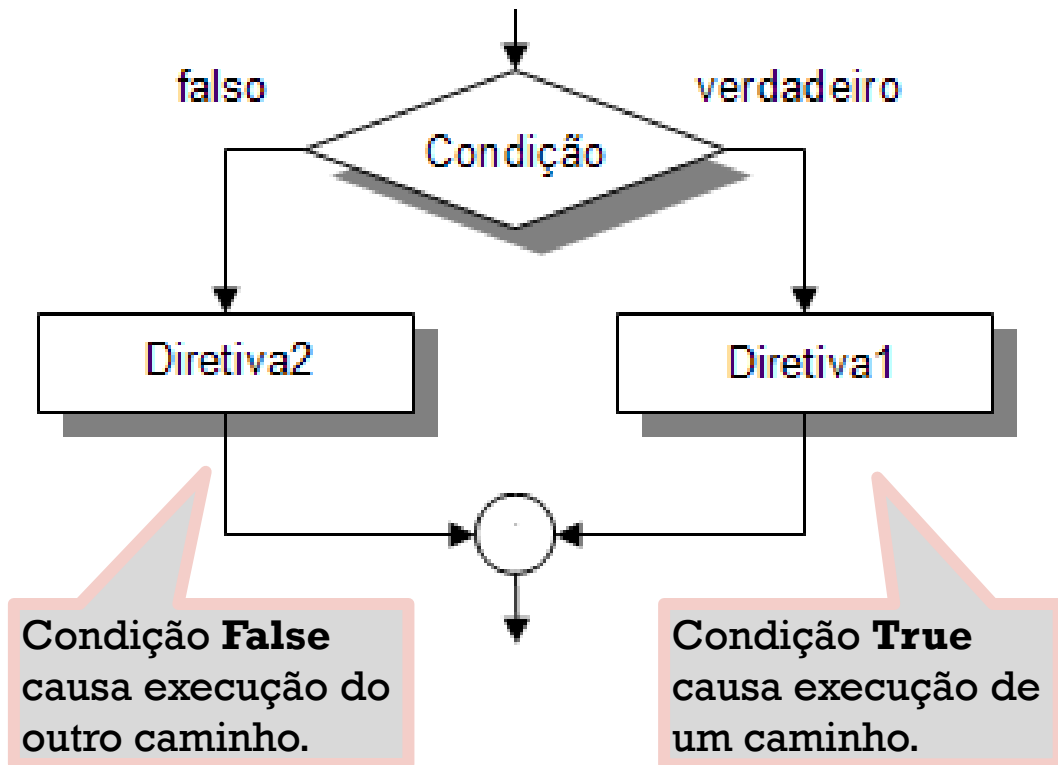 falso
verdadeiro
Condição
Diretiva2
Diretiva1
Condição False
causa execução do
outro caminho.
Condição True
causa execução de
um caminho.